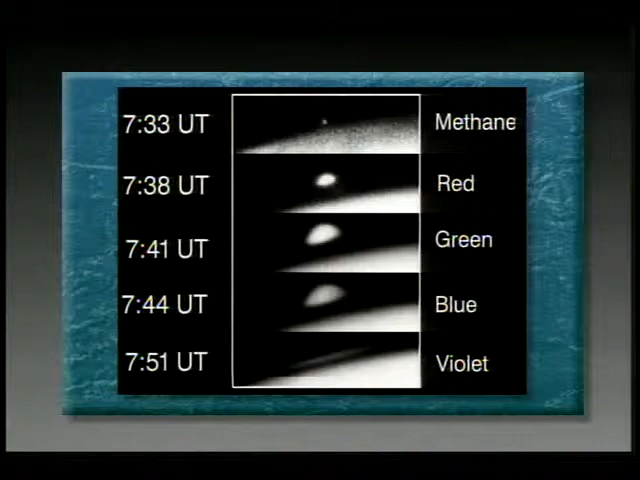 7:33 UT Methane
7:38 UT Red
7:41 UT Green
7:44 UT Blue
7:51 UT Violet